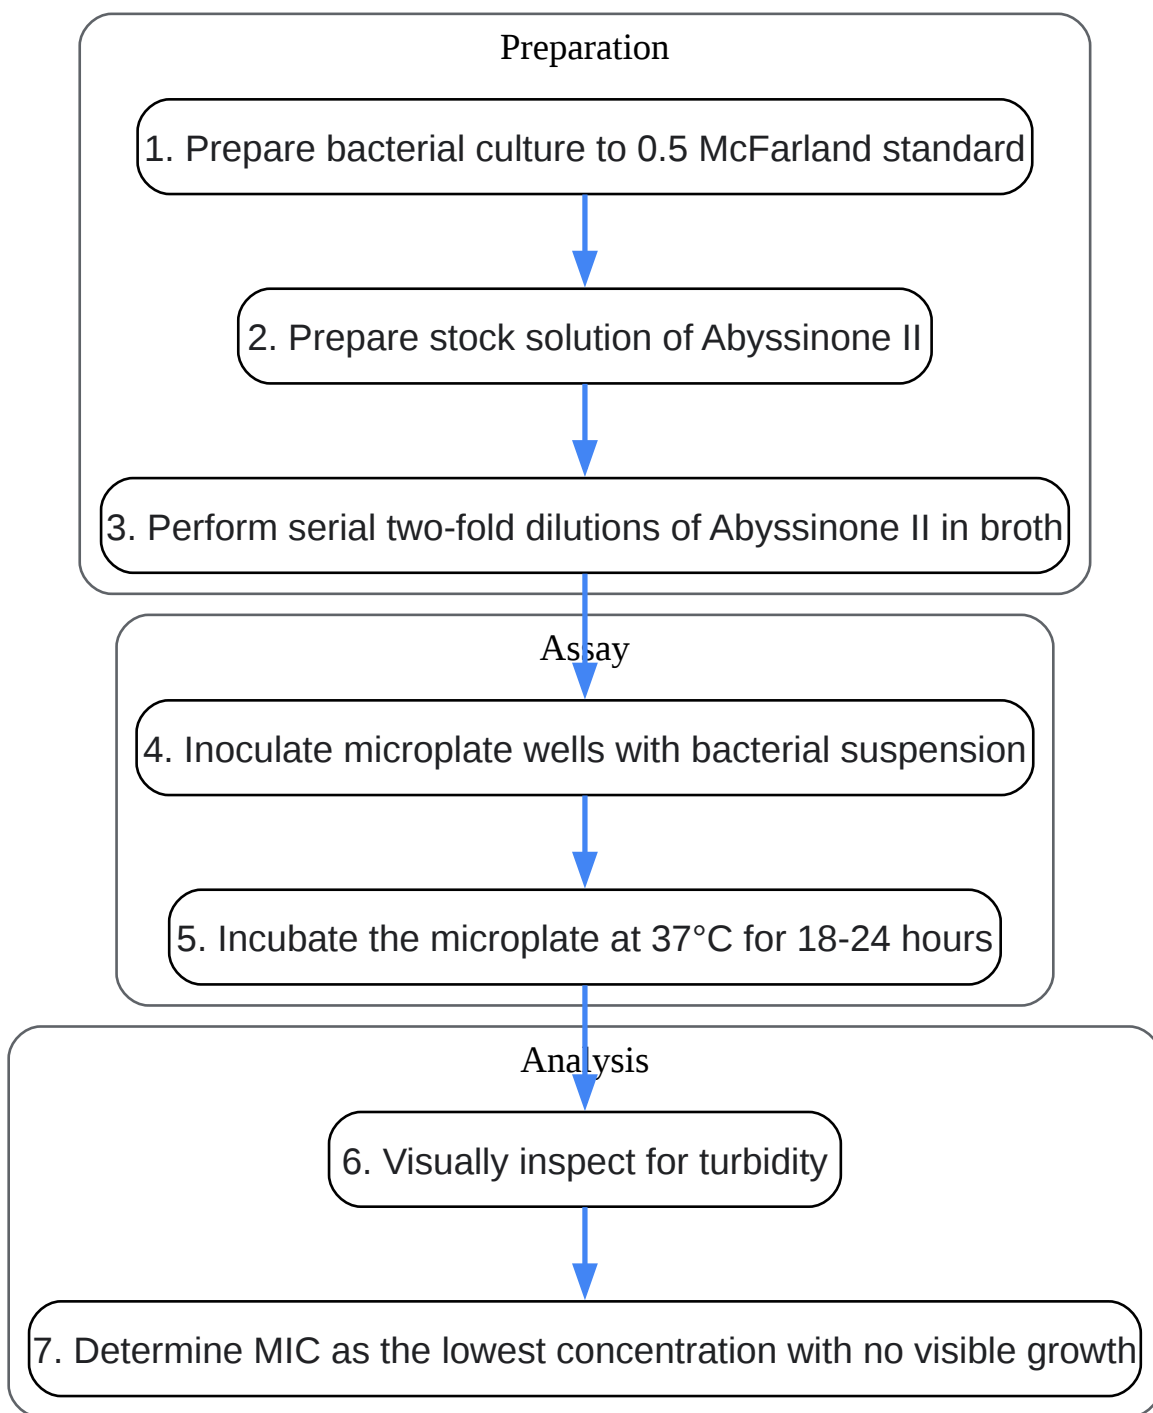 Preparation
1. Prepare bacterial culture to 0.5 McFarland standard
2. Prepare stock solution of Abyssinone II
3. Perform serial two-fold dilutions of Abyssinone II in broth
Assay
4. Inoculate microplate wells with bacterial suspension
5. Incubate the microplate at 37°C for 18-24 hours
Analysis
6. Visually inspect for turbidity
7. Determine MIC as the lowest concentration with no visible growth